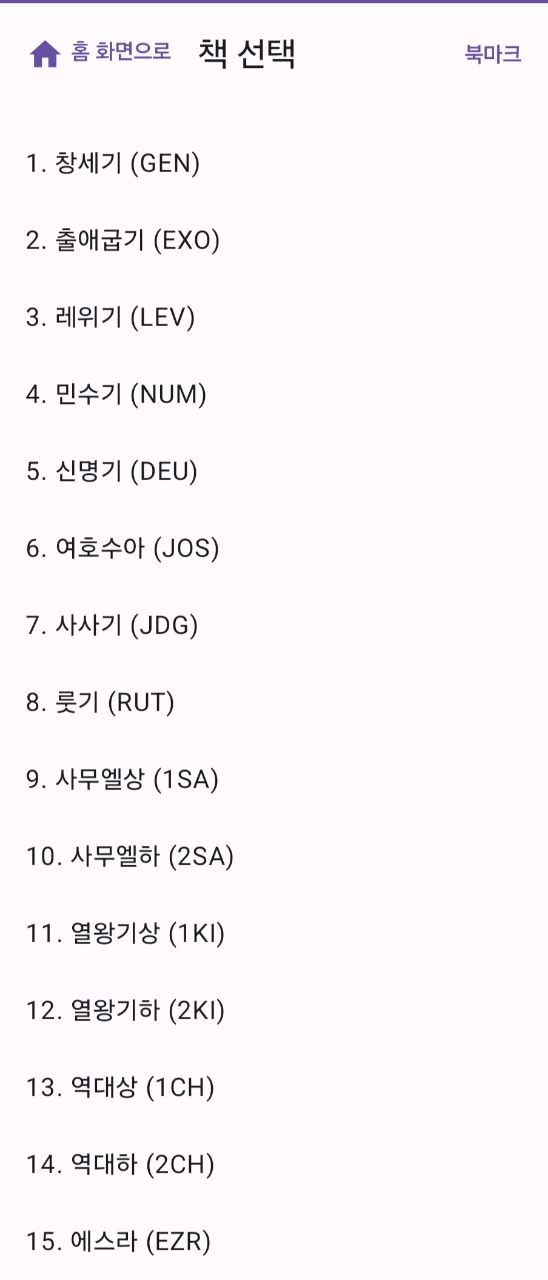 홈 화면으로 책 선택 북마크
1. 창세기 (GEN)
2. 출애굽기 (EXO)
3. 레위기 (LEV)
4. 민수기 (NUM)
5. 신명기 (DEU)
6. 여호수아 (JOS)
7. 사사기 (JDG)
8. 룻기 (RUT)
9. 사무엘상 (1SA)
10. 사무엘하 (2SA)
11. 열왕기상 (1KI)
12. 열왕기하 (2KI)
13. 역대상 (1CH)
14. 역대하 (2CH)
15. 에스라 (EZR)